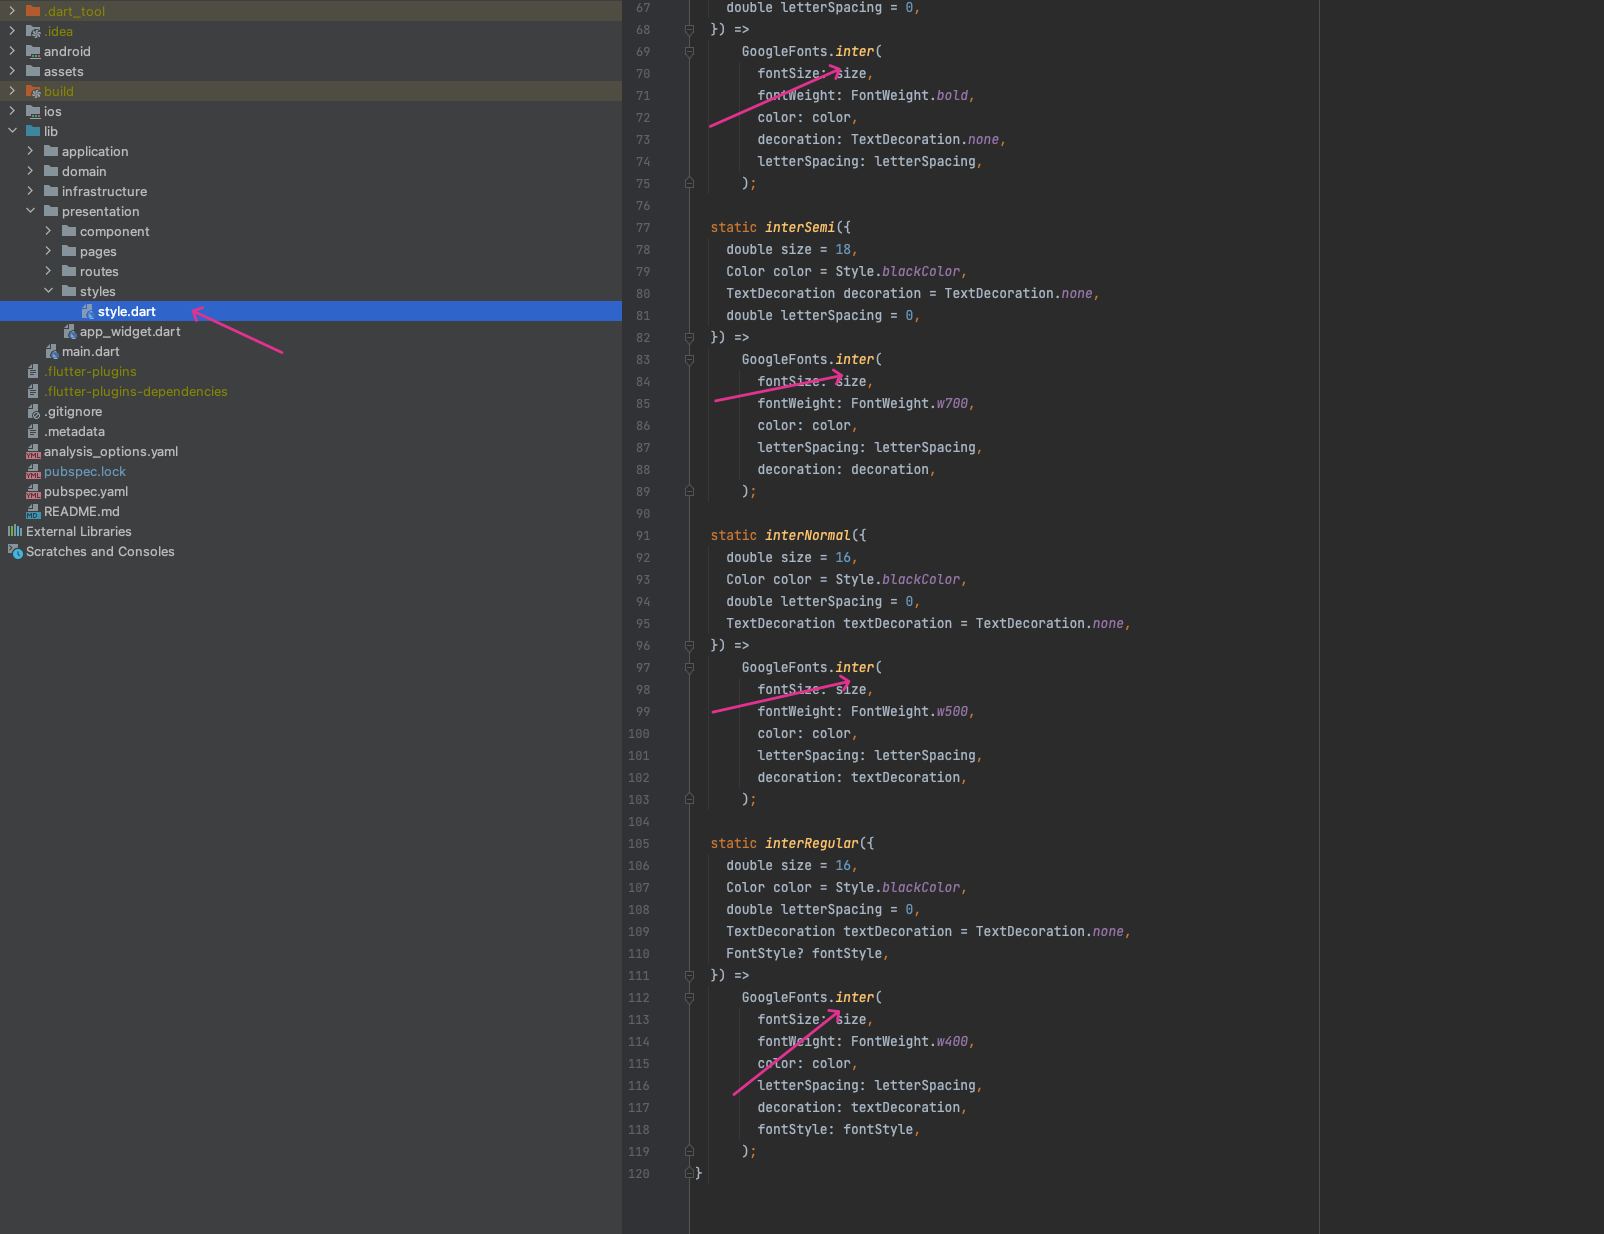 .dart_tool
.idea
android
assets
build
ios
lib
application
domain
infrastructure
presentation
component
pages
routes
styles
style.dart
app_widget.dart
main.dart
.flutter-plugins
.flutter-plugins-dependencies
.gitignore
.metadata
analysis_options.yaml
pubspec.lock
pubspec.yaml
README.md
External Libraries
Scratches and Consoles
67 double letterSpacing = 0,
68 }) =>
69 GoogleFonts.inter(
70 fontSize: size,
71 fontWeight: FontWeight.bold,
72 color: color,
73 decoration: TextDecoration.none,
74 letterSpacing: letterSpacing,
75 );
76
77 static interSemi({
78 double size = 18,
79 Color color = Style.blackColor,
80 TextDecoration decoration = TextDecoration.none,
81 double letterSpacing = 0,
82 }) =>
83 GoogleFonts.inter(
84 fontSize: size,
85 fontWeight: FontWeight.w700,
86 color: color,
87 letterSpacing: letterSpacing,
88 decoration: decoration,
89 );
90
91 static interNormal({
92 double size = 16,
93 Color color = Style.blackColor,
94 double letterSpacing = 0,
95 TextDecoration textDecoration = TextDecoration.none,
96 }) =>
97 GoogleFonts.inter(
98 fontSize: size,
99 fontWeight: FontWeight.w500,
100 color: color,
101 letterSpacing: letterSpacing,
102 decoration: textDecoration,
103 );
104
105 static interRegular({
106 double size = 16,
107 Color color = Style.blackColor,
108 double letterSpacing = 0,
109 TextDecoration textDecoration = TextDecoration.none,
110 FontStyle? fontStyle,
111 }) =>
112 GoogleFonts.inter(
113 fontSize: size,
114 fontWeight: FontWeight.w400,
115 color: color,
116 letterSpacing: letterSpacing,
117 decoration: textDecoration,
118 fontStyle: fontStyle,
119 );
120 }